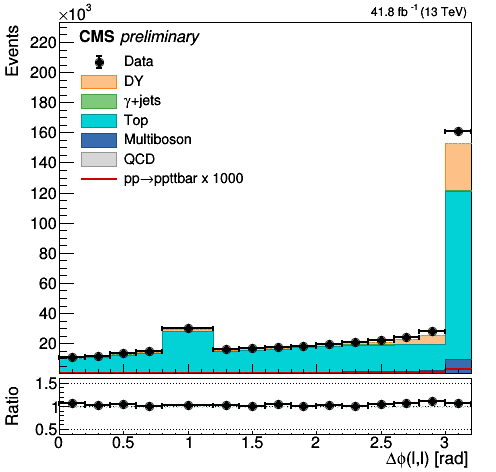 ×10³
41.8 fb⁻¹ (13 TeV)
Events
CMS preliminary
Data
DY
γ+jets
Top
Multiboson
QCD
pp→ppttbar x 1000
220
200
180
160
140
120
100
80
60
40
20
Ratio
1.5
1
0.5
0 0.5 1 1.5 2 2.5 3
Δϕ(l,l) [rad]